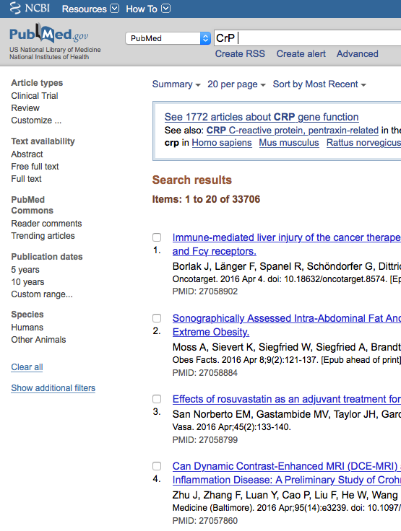 NCBI Resources How To
PubMed.gov
US National Library of Medicine
National Institutes of Health
PubMed CrP
Create RSS Create alert Advanced
Article types
Clinical Trial
Review
Customize ...
Text availability
Abstract
Free full text
Full text
PubMed
Commons
Reader comments
Trending articles
Publication dates
5 years
10 years
Custom range...
Species
Humans
Other Animals
Clear all
Show additional filters
Summary 20 per page Sort by Most Recent
See 1772 articles about CRP gene function
See also: CRP C-reactive protein, pentraxin-related in the
crp in Homo sapiens Mus musculus Rattus norvegicus
Search results
Items: 1 to 20 of 33706
Immune-mediated liver injury of the cancer therape
1. and Fcγ receptors.
Borlak J, Länger F, Spanel R, Schöndorfer G, Dittric
Oncotarget. 2016 Apr 4. doi: 10.18632/oncotarget.8574. [Ep
PMID: 27058902
Sonographically Assessed Intra-Abdominal Fat And
2. Extreme Obesity.
Moss A, Sievert K, Siegfried W, Siegfried A, Brandt
Obes Facts. 2016 Apr 8;9(2):121-137. [Epub ahead of print]
PMID: 27058884
Effects of rosuvastatin as an adjuvant treatment for
3. San Norberto EM, Gastambide MV, Taylor JH, Garc
Vasa. 2016 Apr;45(2):133-140.
PMID: 27058799
Can Dynamic Contrast-Enhanced MRI (DCE-MRI) a
4. Inflammation Disease: A Preliminary Study of Crohn
Zhu J, Zhang F, Luan Y, Cao P, Liu F, He W, Wang
Medicine (Baltimore). 2016 Apr;95(14):e3239. doi: 10.1097/
PMID: 27057860